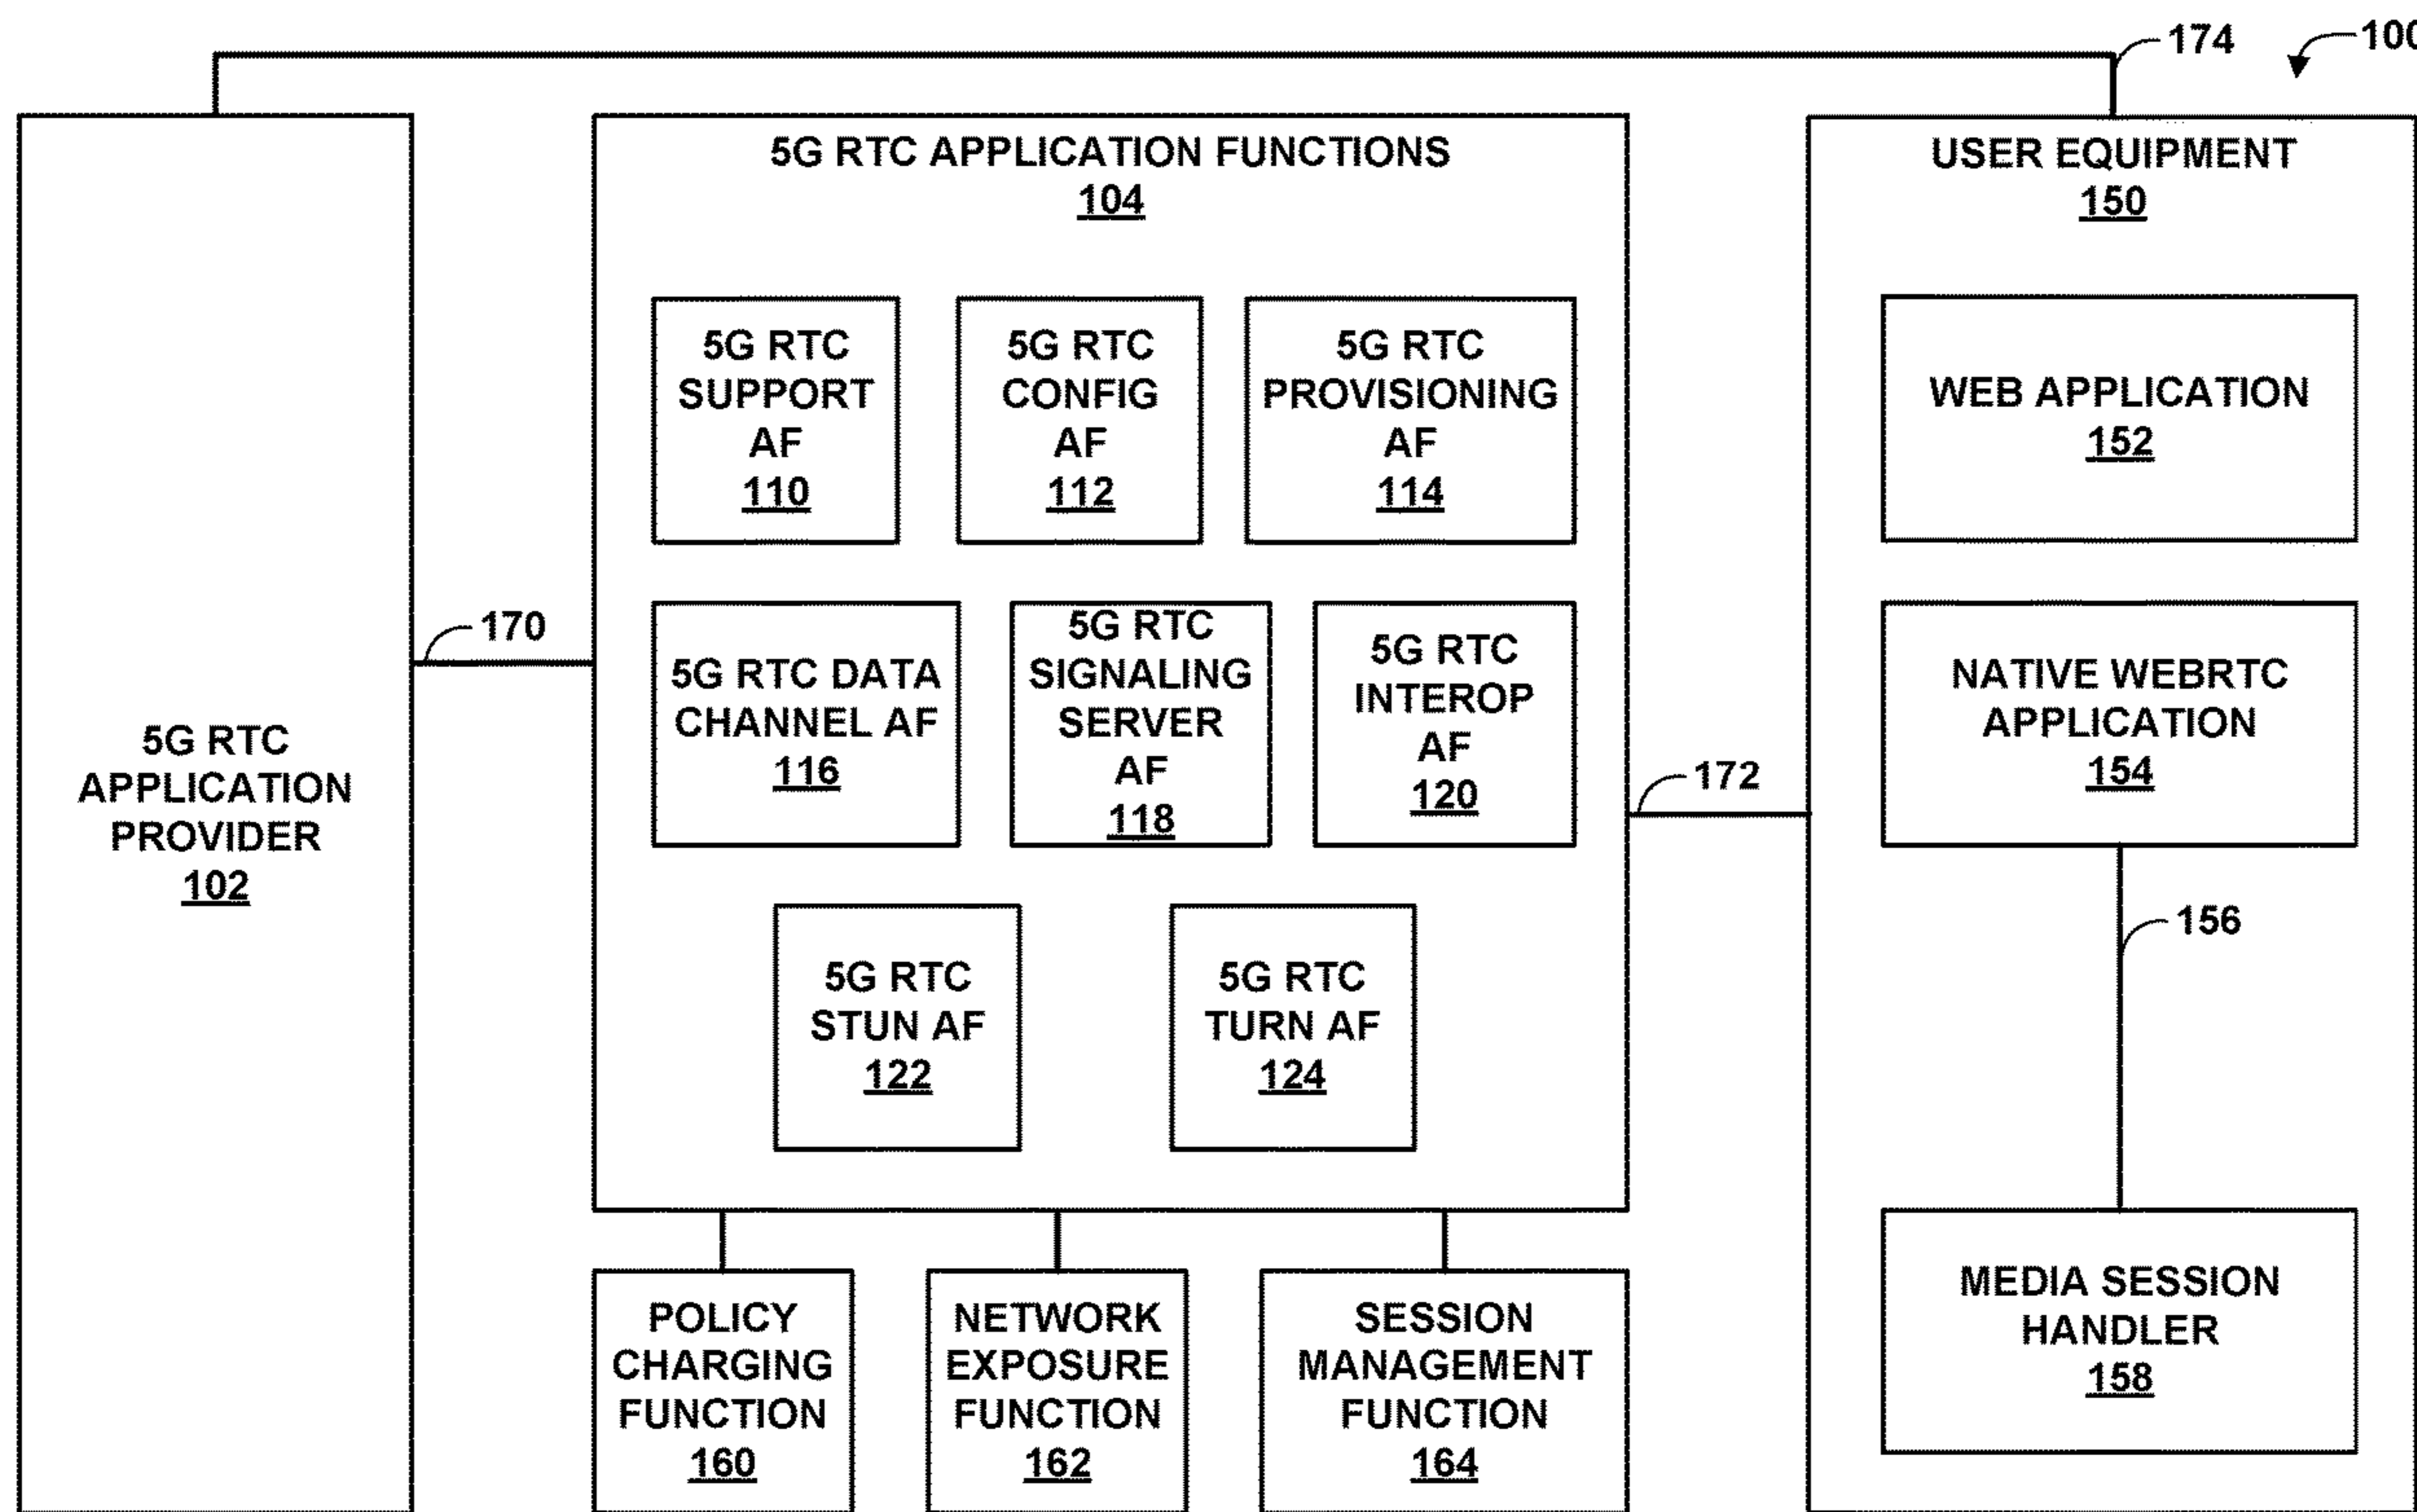 174
100
5G RTC APPLICATION FUNCTIONS
104
USER EQUIPMENT
150
5G RTC
SUPPORT
AF
110
5G RTC
CONFIG
AF
112
5G RTC
PROVISIONING
AF
114
WEB APPLICATION
152
170
5G RTC DATA
CHANNEL AF
116
5G RTC
SIGNALING
SERVER
AF
118
5G RTC
INTEROP
AF
120
172
NATIVE WEBRTC
APPLICATION
154
5G RTC
APPLICATION
PROVIDER
102
156
5G RTC
STUN AF
122
5G RTC
TURN AF
124
POLICY
CHARGING
FUNCTION
160
NETWORK
EXPOSURE
FUNCTION
162
SESSION
MANAGEMENT
FUNCTION
164
MEDIA SESSION
HANDLER
158